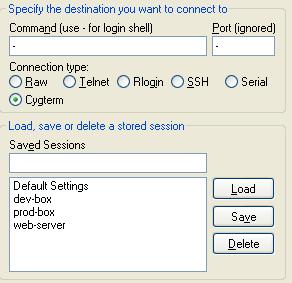 Specify the destination you want to connect to
Command (use - for login shell) Port (ignored)
- -
Connection type:
Raw Telnet Rlogin SSH Serial
Cygterm
Load, save or delete a stored session
Saved Sessions
Default Settings
dev-box
prod-box
web-server
Load
Save
Delete